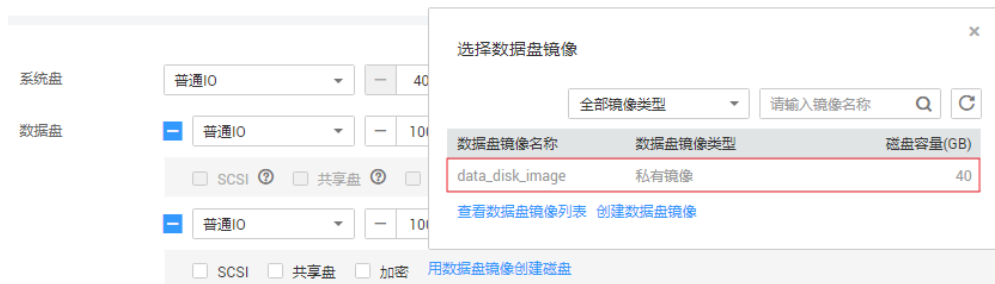 选择数据盘镜像
系统盘 普通IO 40
全部镜像类型 请输入镜像名称
数据盘 普通IO 100
数据盘镜像名称 数据盘镜像类型 磁盘容量(GB)
SCSI 共享盘
data_disk_image 私有镜像 40
查看数据盘镜像列表 创建数据盘镜像
普通IO 100
SCSI 共享盘 加密 用数据盘镜像创建磁盘